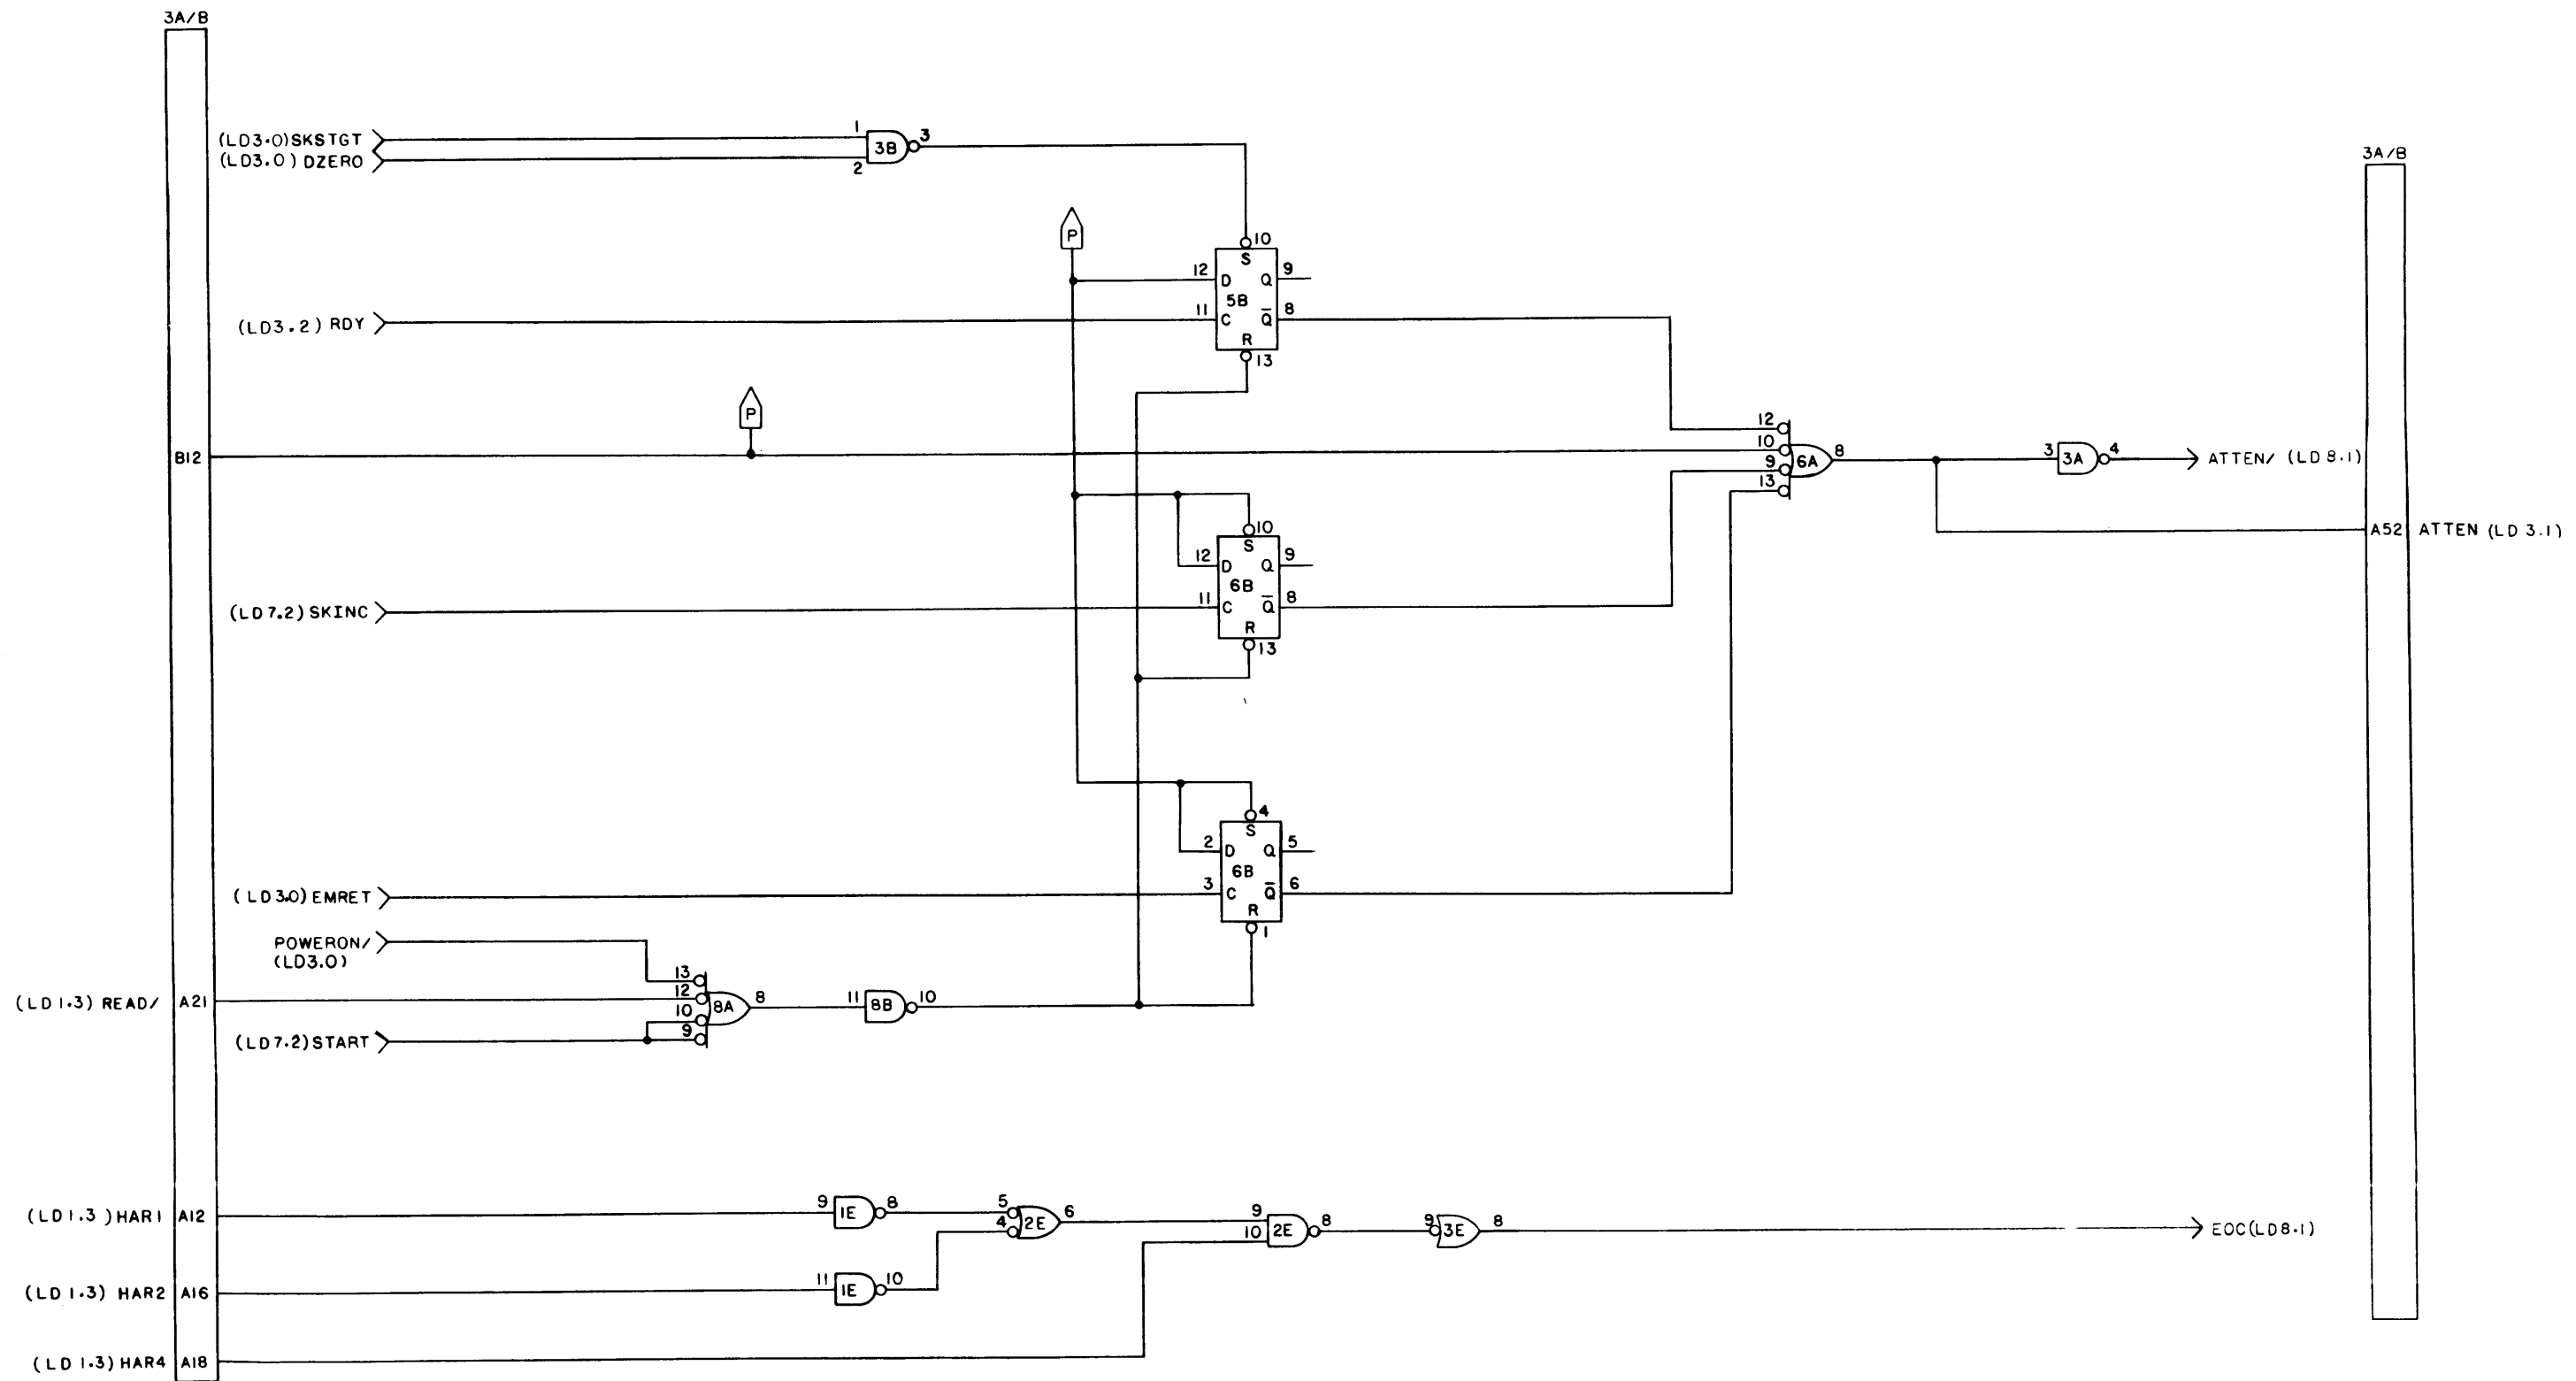 3A/B
(LD3.0)SKSTGT
(LD3.0) DZERO
1
2
3B
3
3A/B
P
10
S
12
D
Q
9
5B
(LD3.2) RDY
11
C
Q̅
8
R
13
P
B12
12
10
9
13
6A
8
3
3A
4
ATTEN/ (LD 8.1)
A52
ATTEN (LD 3.1)
10
S
12
D
Q
9
6B
(LD7.2) SKINC
11
C
Q̅
8
R
13
4
S
2
D
Q
5
6B
(LD3.0) EMRET
3
C
Q̅
6
R
1
POWERON/
(LD3.0)
(LD1.3) READ/
A21
13
12
10
9
8A
8
11
8B
10
(LD7.2) START
(LD1.3) HAR1
A12
9
1E
8
5
4
2E
6
9
10
2E
8
9
3E
8
EOC(LD8.1)
(LD1.3) HAR2
A16
11
1E
10
(LD1.3) HAR4
A18